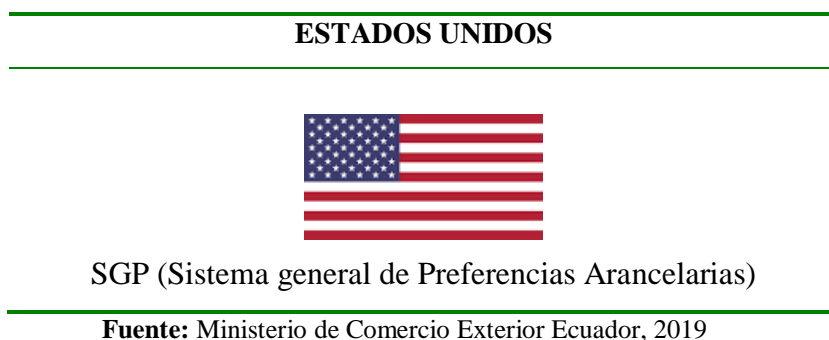 ESTADOS UNIDOS
SGP (Sistema general de Preferencias Arancelarias)
Fuente: Ministerio de Comercio Exterior Ecuador, 2019